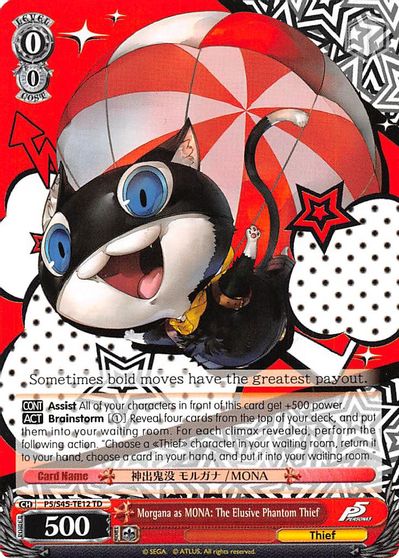 LEVEL
0
0
COST
Sometimes bold moves have the greatest payout.
CONT Assist All of your characters in front of this card get +500 power.
ACT Brainstorm [①] Reveal four cards from the top of your deck, and put
them into your waiting room. For each climax revealed, perform the
following action. "Choose a <Thief> character in your waiting room, return it
to your hand, choose a card in your hand, and put it into your waiting room.
Card Name 神出鬼没 モルガナ /MONA
CR P5/S45-TE12 TD
500
Morgana as MONA: The Elusive Phantom Thief
P5
PERSONA5
Thief
© SEGA. © ATLUS. All rights reserved.